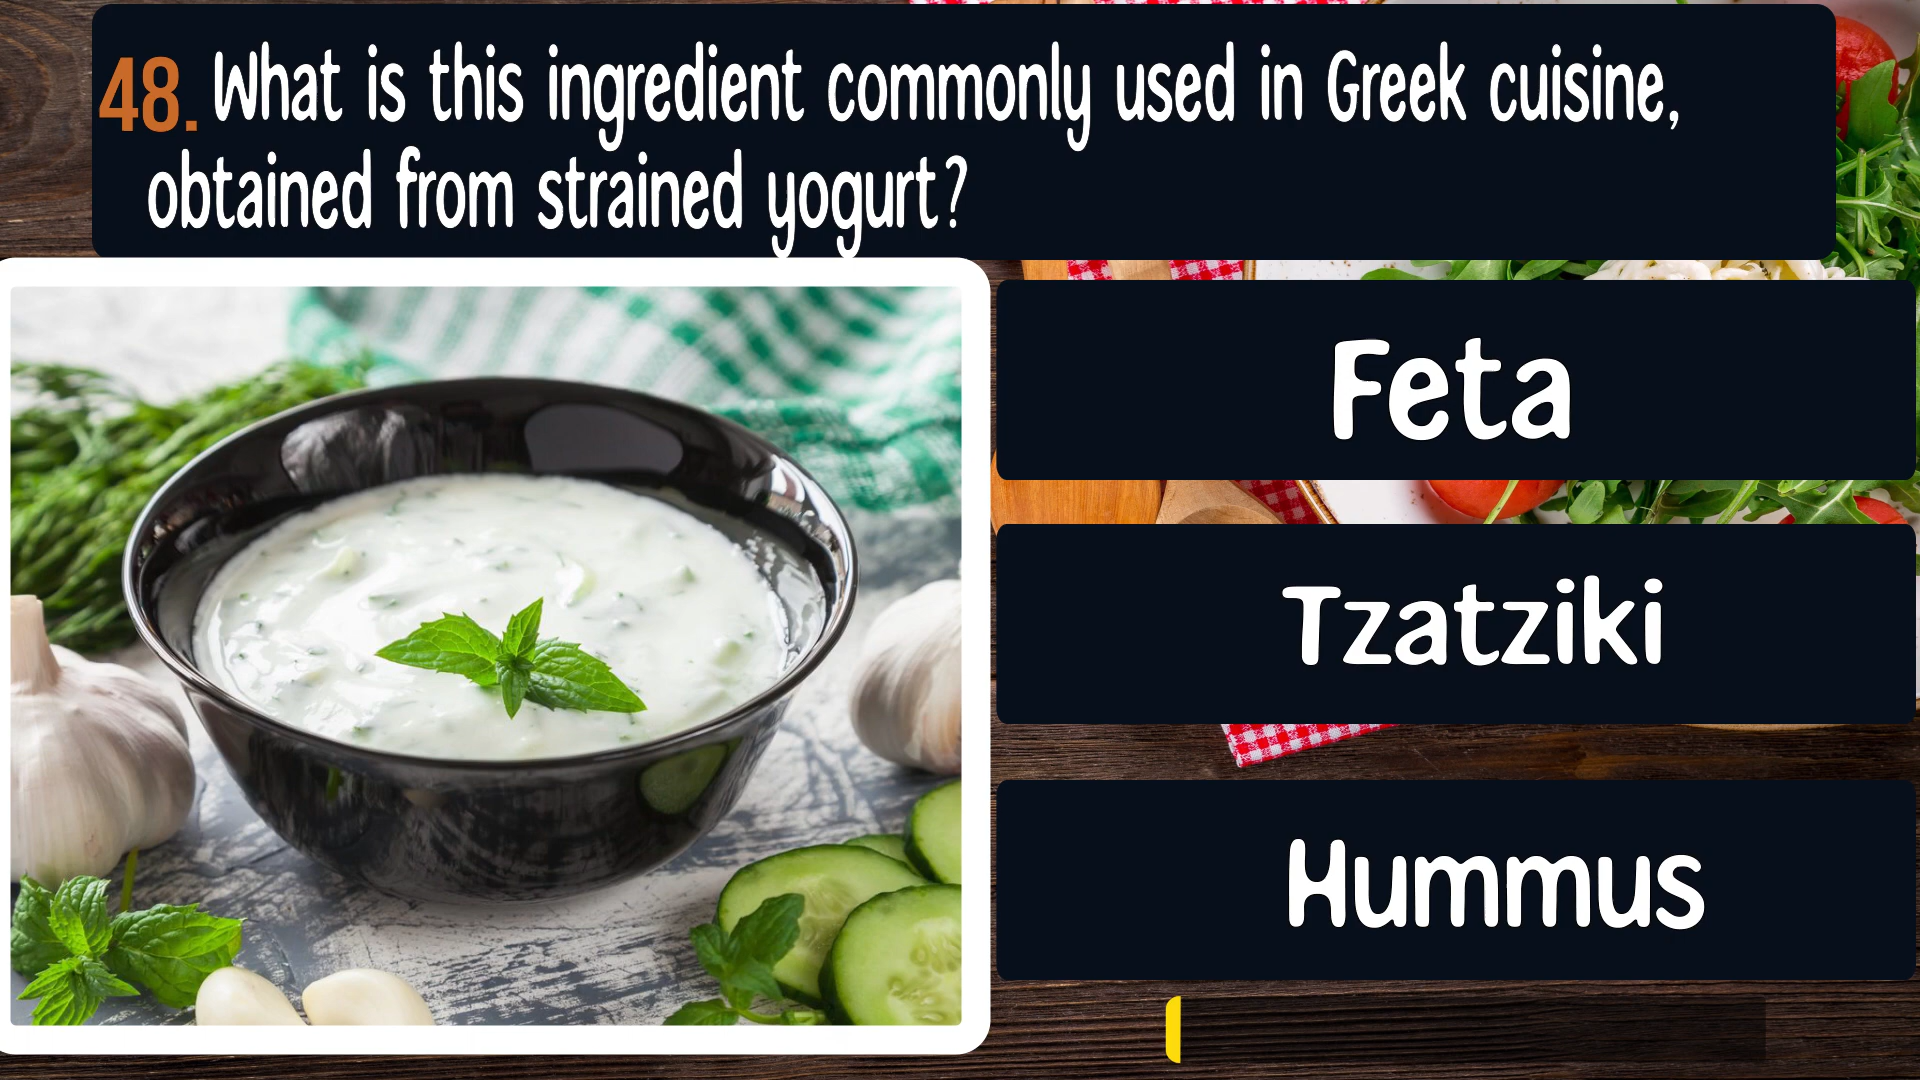 48. What is this ingredient commonly used in Greek cuisine,
obtained from strained yogurt?
Feta
Tzatziki
Hummus